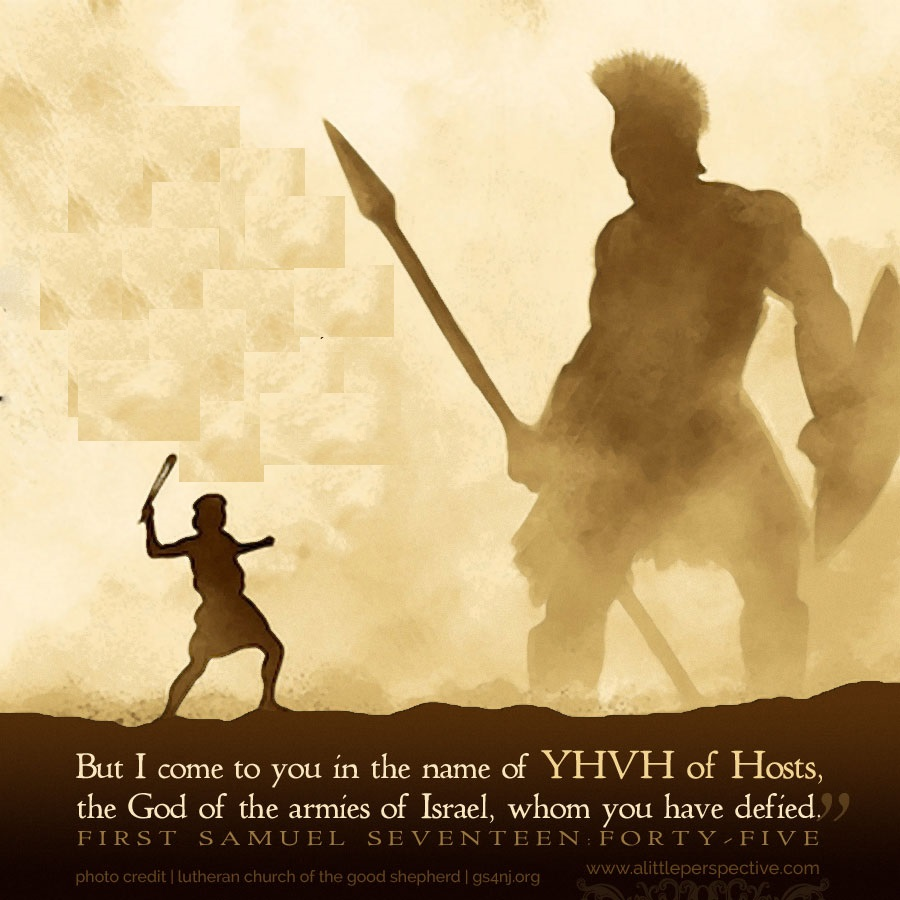 But I come to you in the name of YHVH of Hosts,
the God of the armies of Israel, whom you have defied.”
FIRST SAMUEL SEVENTEEN:FORTY-FIVE
www.alittleperspective.com
photo credit | lutheran church of the good shepherd | gs4nj.org